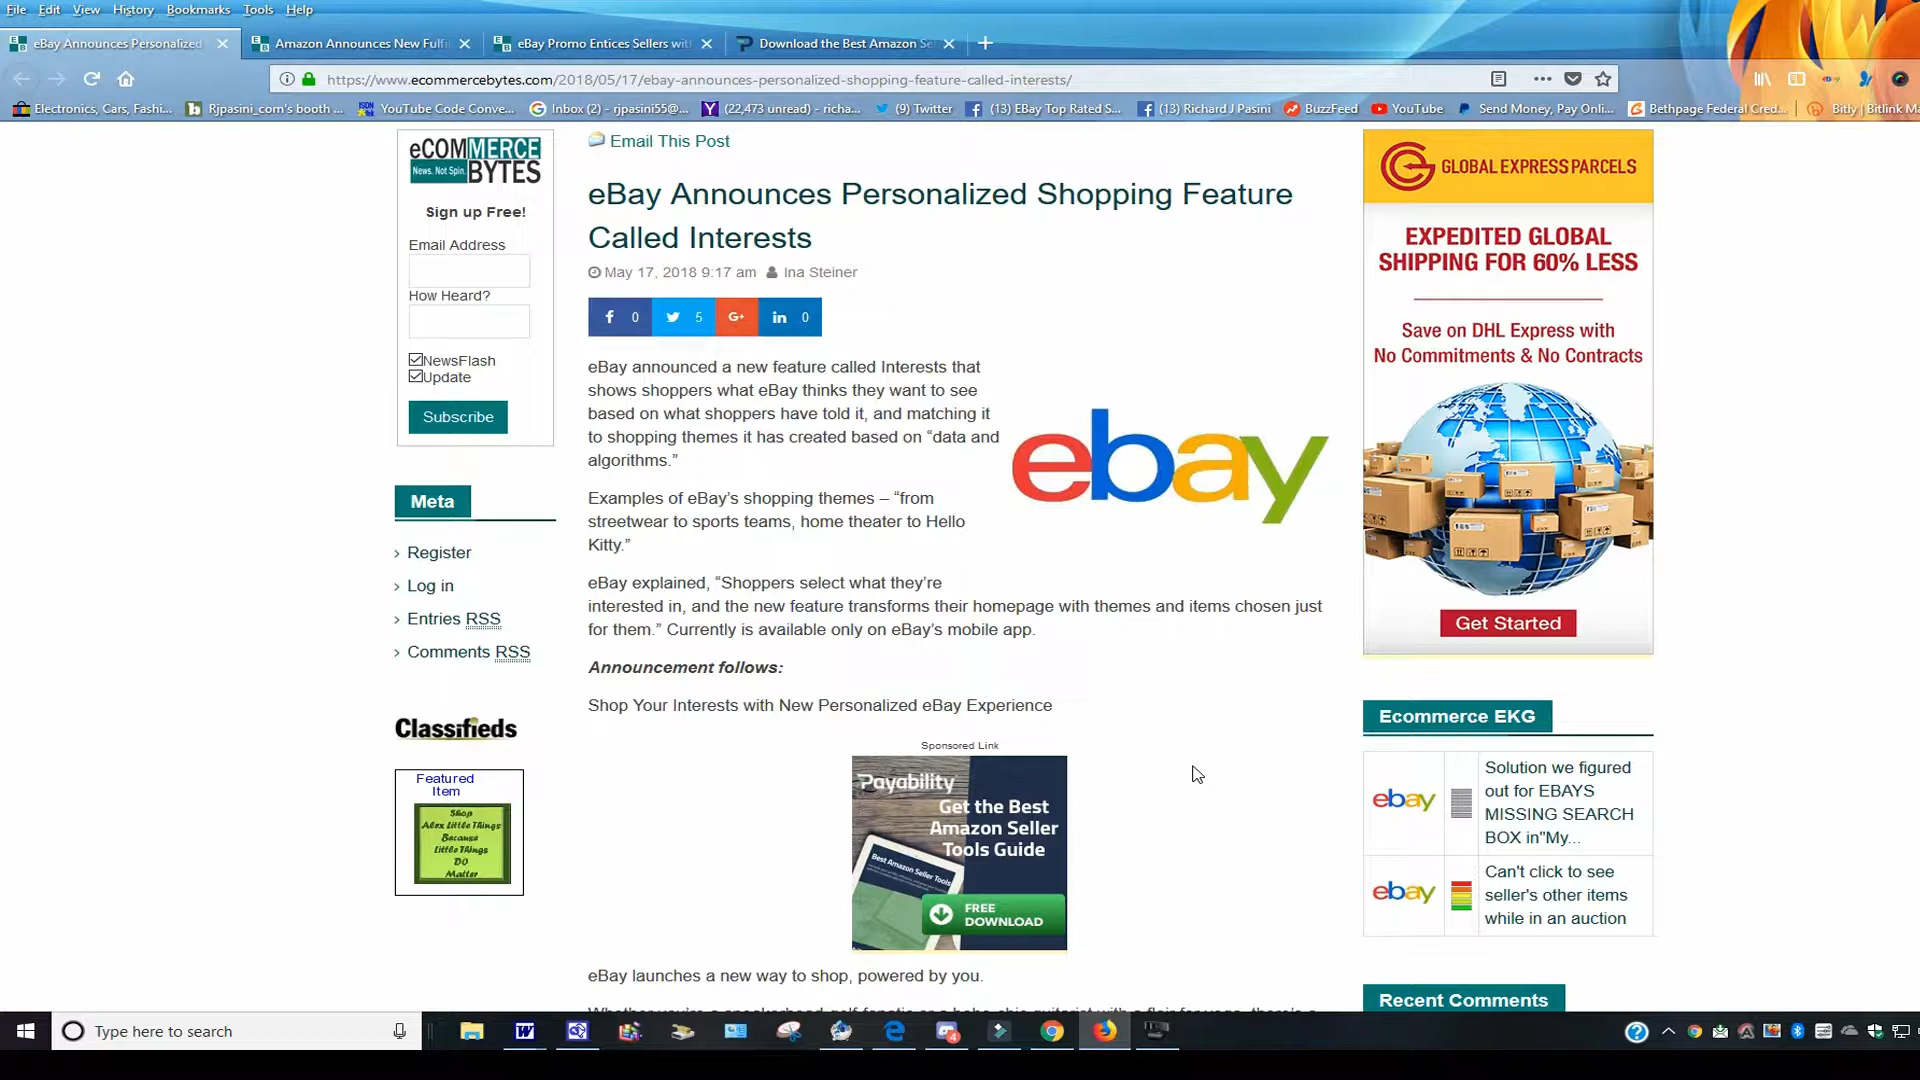 File Edit View History Bookmarks Tools Help
eBay Announces Personalized
Amazon Announces New Fulfi
eBay Promo Entices Sellers wit
Download the Best Amazon Se
https://www.ecommercebytes.com/2018/05/17/ebay-announces-personalized-shopping-feature-called-interests/
Electronics, Cars, Fashi... Rjpasini_com's booth ... YouTube Code Conve... Inbox (2) - rjpasini55@... (22,473 unread) - richa... (9) Twitter (13) EBay Top Rated S... (13) Richard J Pasini BuzzFeed YouTube Send Money, Pay Onli... Bethpage Federal Cred... Bitly | Bitlink Ma
eCOMMERCE
News. Not Spin. BYTES
Sign up Free!
Email Address
How Heard?
NewsFlash
Update
Subscribe
Meta
› Register
› Log in
› Entries RSS
› Comments RSS
Classifieds
Featured
Item
Shop
Alex Little Things
Because
Little Things
DO
Matter
Email This Post
eBay Announces Personalized Shopping Feature
Called Interests
May 17, 2018 9:17 am Ina Steiner
0 5 G+ in 0
eBay announced a new feature called Interests that
shows shoppers what eBay thinks they want to see
based on what shoppers have told it, and matching it
to shopping themes it has created based on “data and
algorithms.”
ebay
Examples of eBay’s shopping themes – “from
streetwear to sports teams, home theater to Hello
Kitty.”
eBay explained, “Shoppers select what they’re
interested in, and the new feature transforms their homepage with themes and items chosen just
for them.” Currently is available only on eBay’s mobile app.
Announcement follows:
Shop Your Interests with New Personalized eBay Experience
Sponsored Link
Payability
Get the Best
Amazon Seller
Tools Guide
Best Amazon Seller Tools
FREE
DOWNLOAD
eBay launches a new way to shop, powered by you.
GLOBAL EXPRESS PARCELS
EXPEDITED GLOBAL
SHIPPING FOR 60% LESS
Save on DHL Express with
No Commitments & No Contracts
Get Started
Ecommerce EKG
ebay
Solution we figured
out for EBAYS
MISSING SEARCH
BOX in"My...
ebay
Can't click to see
seller's other items
while in an auction
Recent Comments
Type here to search